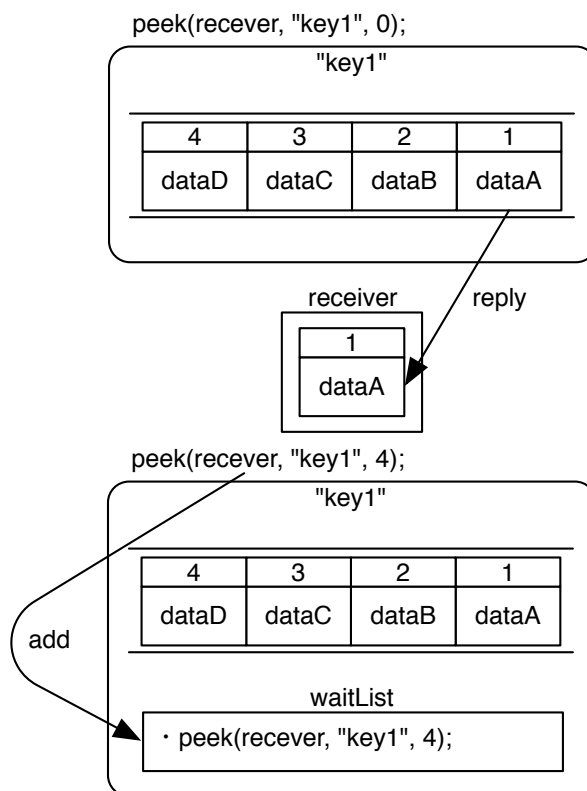 peek(recever, "key1", 0);
"key1"
4 3 2 1
dataD dataC dataB dataA
receiver reply
1
dataA
peek(recever, "key1", 4);
"key1"
4 3 2 1
dataD dataC dataB dataA
add
waitList
・peek(recever, "key1", 4);